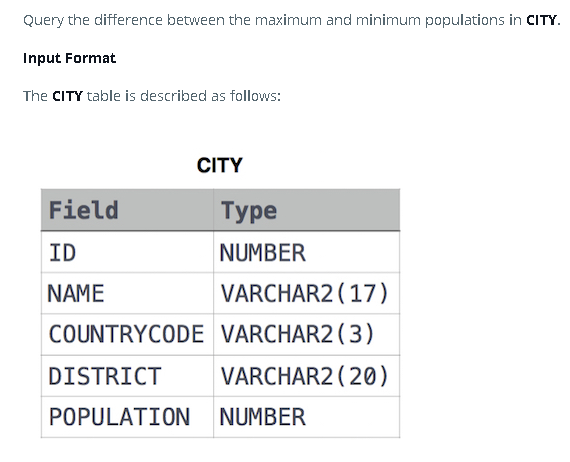 Query the difference between the maximum and minimum populations in CITY.
Input Format
The CITY table is described as follows:
CITY
Field Type
ID NUMBER
NAME VARCHAR2(17)
COUNTRYCODE VARCHAR2(3)
DISTRICT VARCHAR2(20)
POPULATION NUMBER